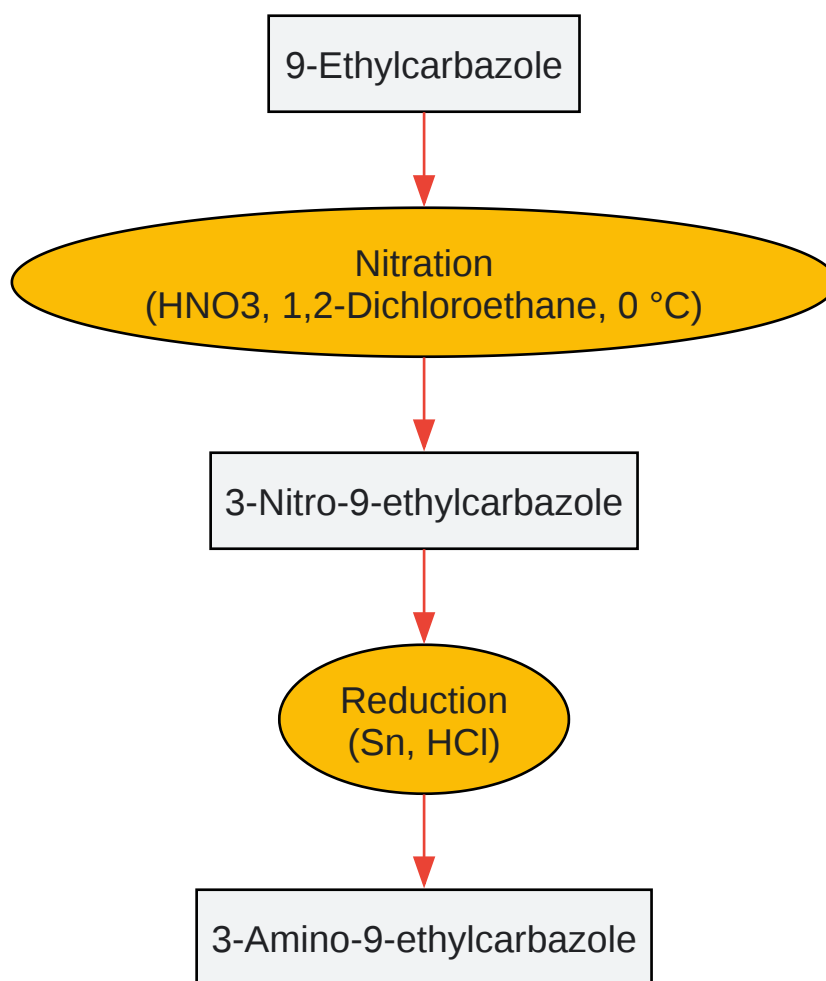 9-Ethylcarbazole
Nitration
(HNO3, 1,2-Dichloroethane, 0 °C)
3-Nitro-9-ethylcarbazole
Reduction
(Sn, HCl)
3-Amino-9-ethylcarbazole